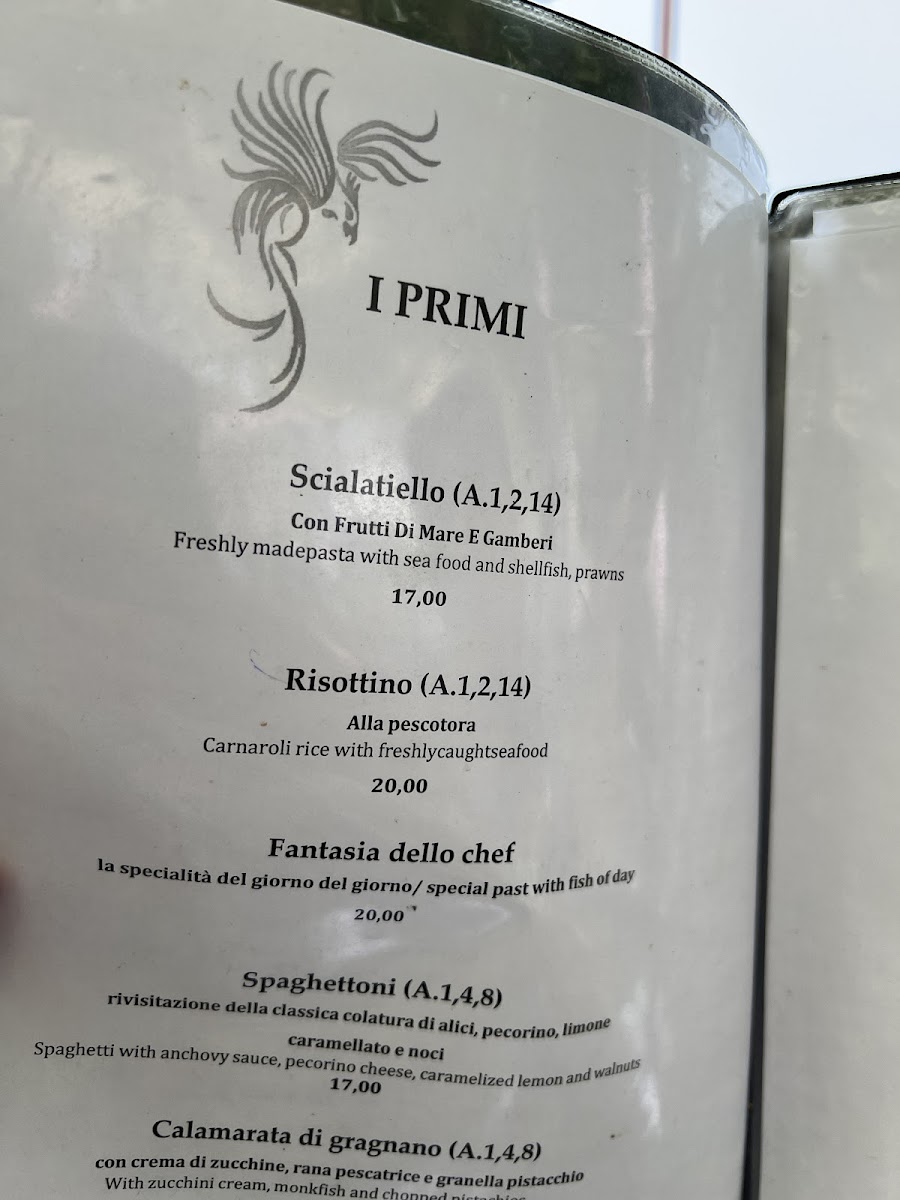 I PRIMI
Scialatiello (A.1,2,14)
Con Frutti Di Mare E Gamberi
Freshly madepasta with sea food and shellfish, prawns
17,00
Risottino (A.1,2,14)
Alla pescotora
Carnaroli rice with freshlycaughtseafood
20,00
Fantasia dello chef
la specialità del giorno del giorno/ special past with fish of day
20,00
Spaghettoni (A.1,4,8)
rivisitazione della classica colatura di alici, pecorino, limone
caramellato e noci
Spaghetti with anchovy sauce, pecorino cheese, caramelized lemon and walnuts
17,00
Calamarata di gragnano (A.1,4,8)
con crema di zucchine, rana pescatrice e granella pistacchio
With zucchini cream, monkfish and chopped